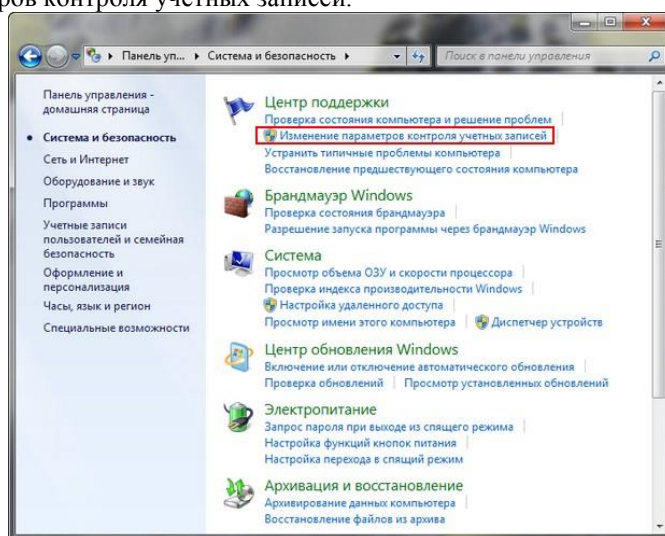 ров контроля учетных записей.
Панель уп... Система и безопасность
Поиск в панели управления
Панель управления -
домашняя страница
Система и безопасность
Сеть и Интернет
Оборудование и звук
Программы
Учетные записи
пользователей и семейная
безопасность
Оформление и
персонализация
Часы, язык и регион
Специальные возможности
Центр поддержки
Проверка состояния компьютера и решение проблем
Изменение параметров контроля учетных записей
Устранить типичные проблемы компьютера
Восстановление предшествующего состояния компьютера
Брандмауэр Windows
Проверка состояния брандмауэра
Разрешение запуска программы через брандмауэр Windows
Система
Просмотр объема ОЗУ и скорости процессора
Проверка индекса производительности Windows
Настройка удаленного доступа
Просмотр имени этого компьютера Диспетчер устройств
Центр обновления Windows
Включение или отключение автоматического обновления
Проверка обновлений Просмотр установленных обновлений
Электропитание
Запрос пароля при выходе из спящего режима
Настройка функций кнопок питания
Настройка перехода в спящий режим
Архивация и восстановление
Архивирование данных компьютера
Восстановление файлов из архива